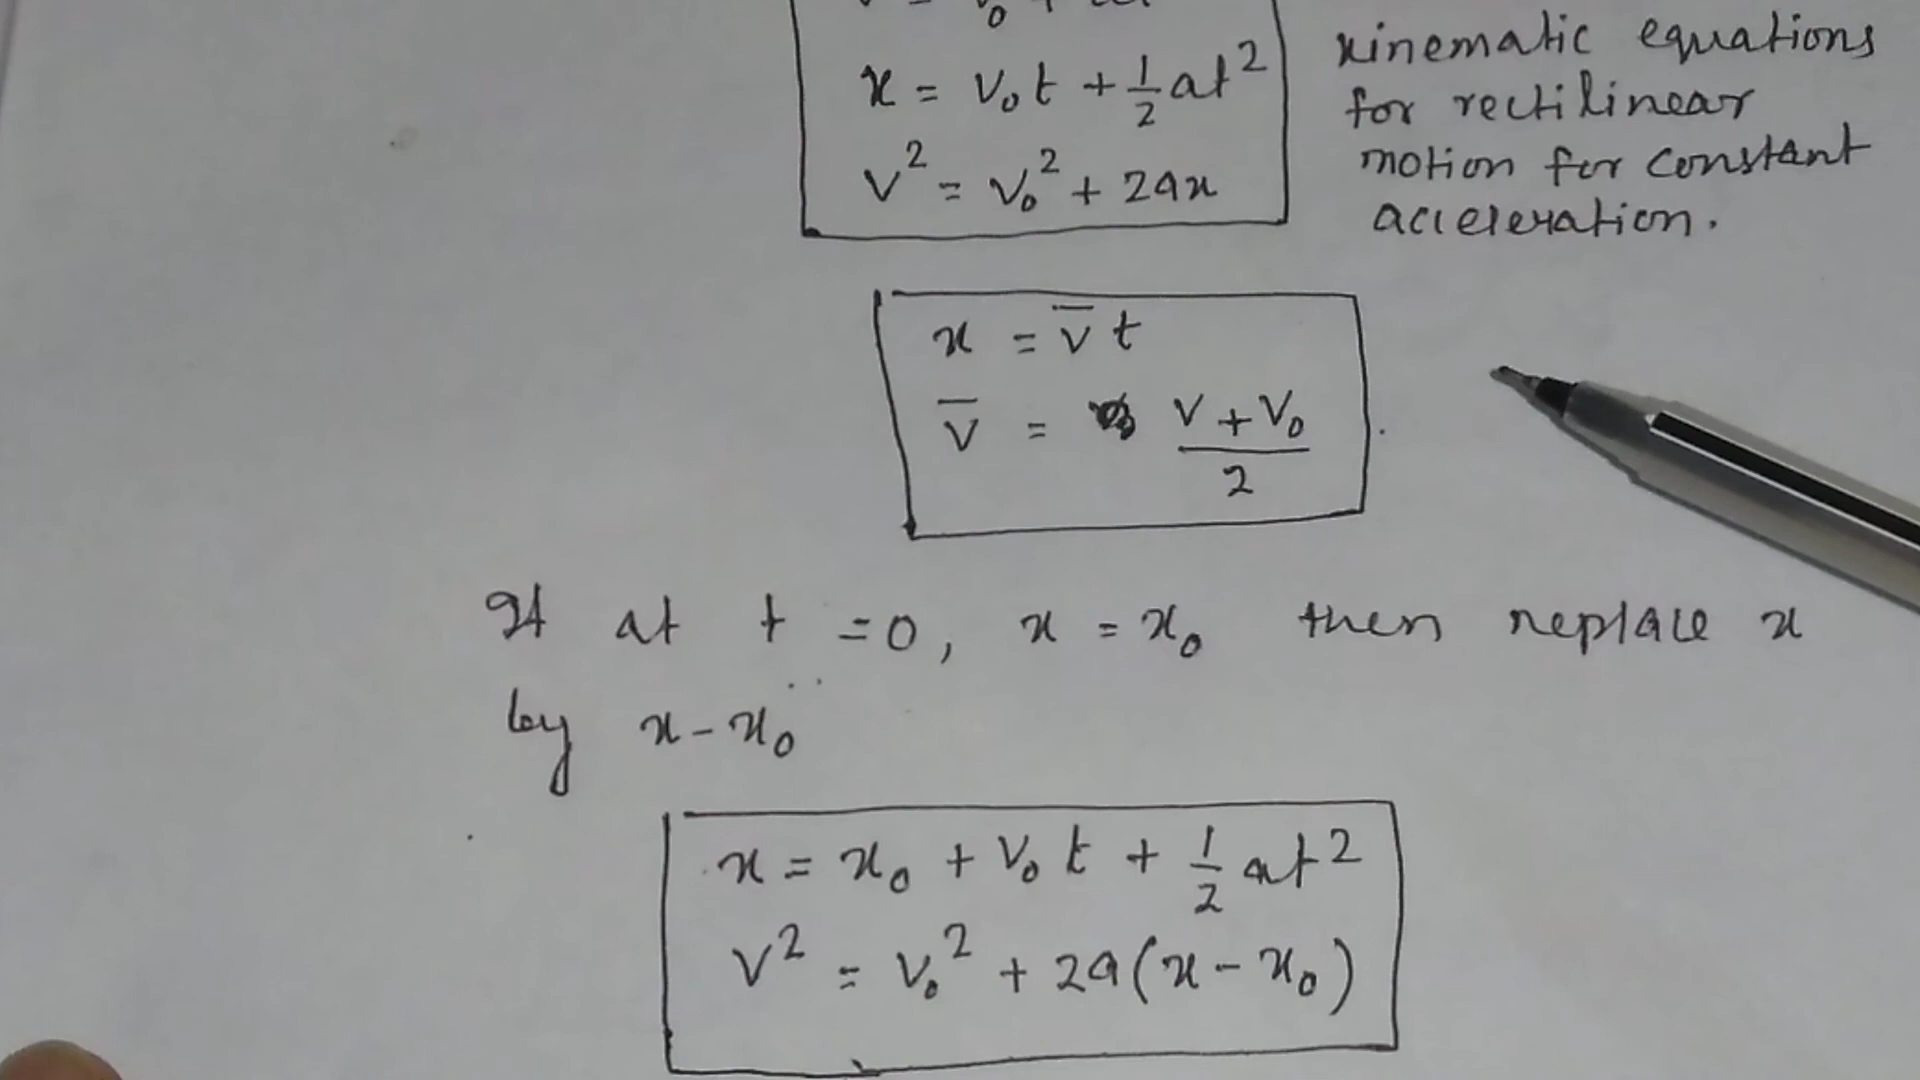 x = v₀t + ½at²
v² = v₀² + 2ax
kinematic equations
for rectilinear
motion for constant
acceleration.
x = v̅ t
v̅ = (v + v₀)/2
If at t = 0, x = x₀ then replace x
by x - x₀
x = x₀ + v₀t + ½at²
v² = v₀² + 2a(x - x₀)